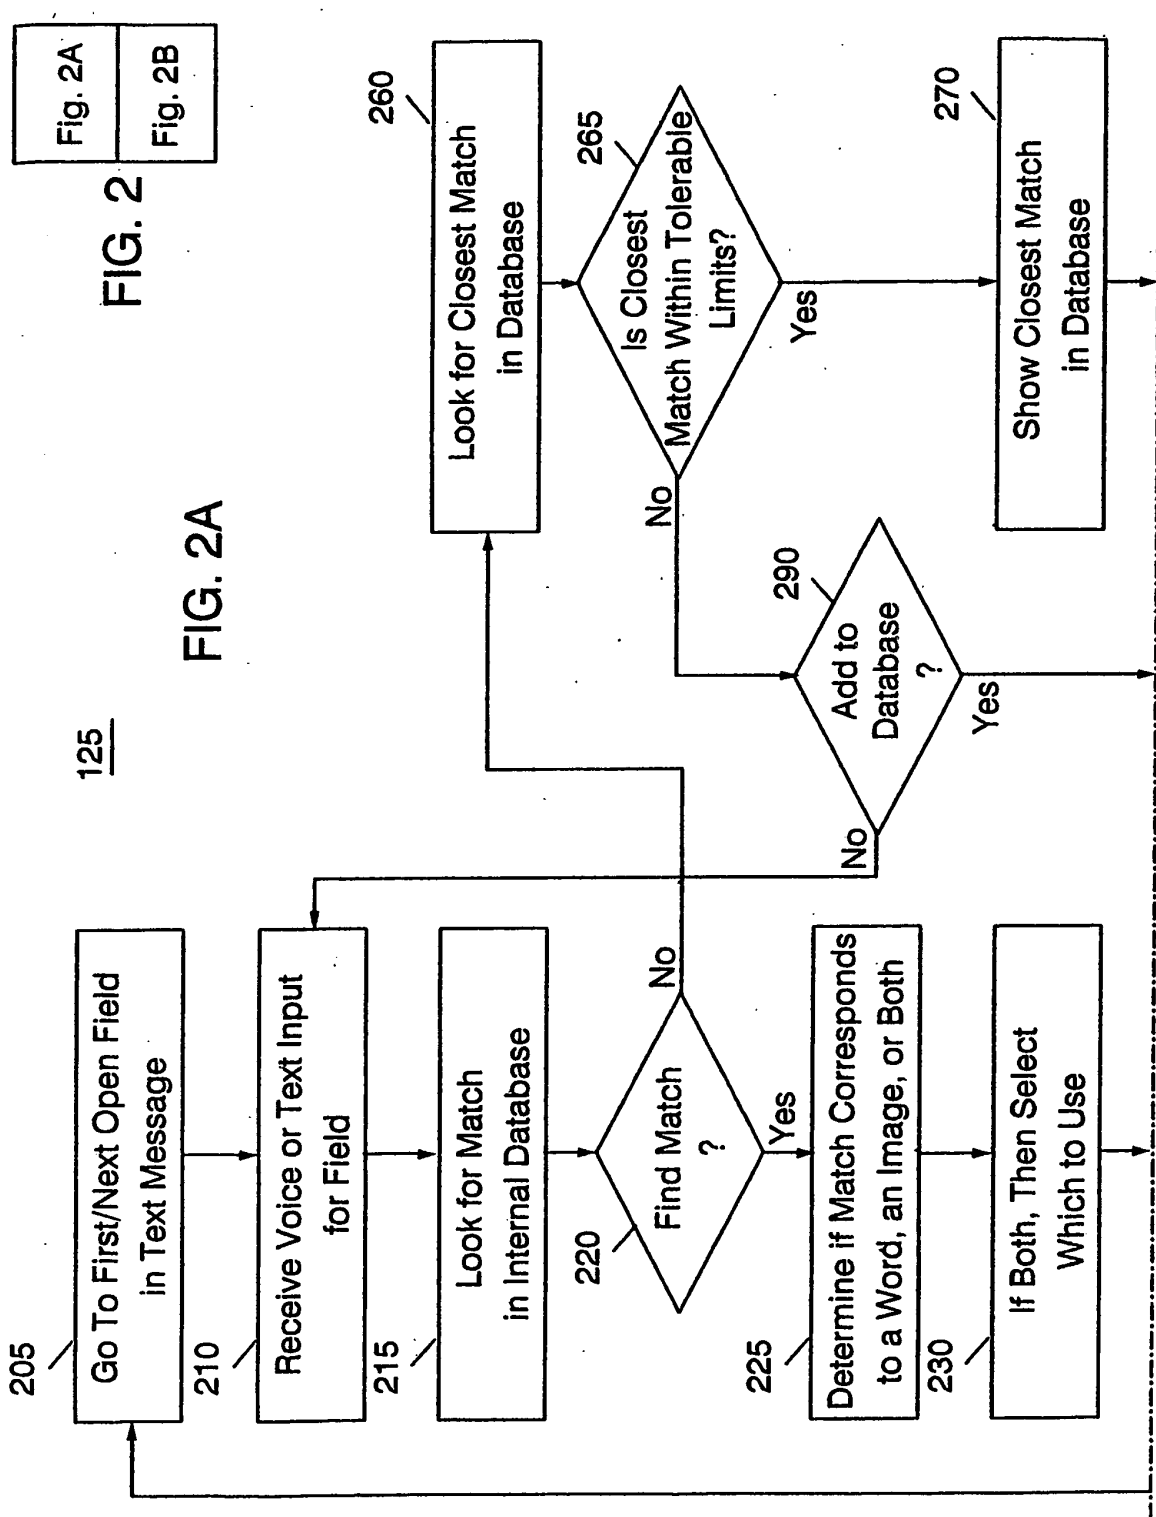 FIG. 2
Fig. 2A
Fig. 2B
FIG. 2A
125
205
Go To First/Next Open Field
in Text Message
210
Receive Voice or Text Input
for Field
215
Look for Match
in Internal Database
220
Find Match
?
No
Yes
225
Determine if Match Corresponds
to a Word, an Image, or Both
230
If Both, Then Select
Which to Use
260
Look for Closest Match
in Database
265
Is Closest
Match Within Tolerable
Limits?
No
Yes
290
Add to
Database
?
No
Yes
270
Show Closest Match
in Database